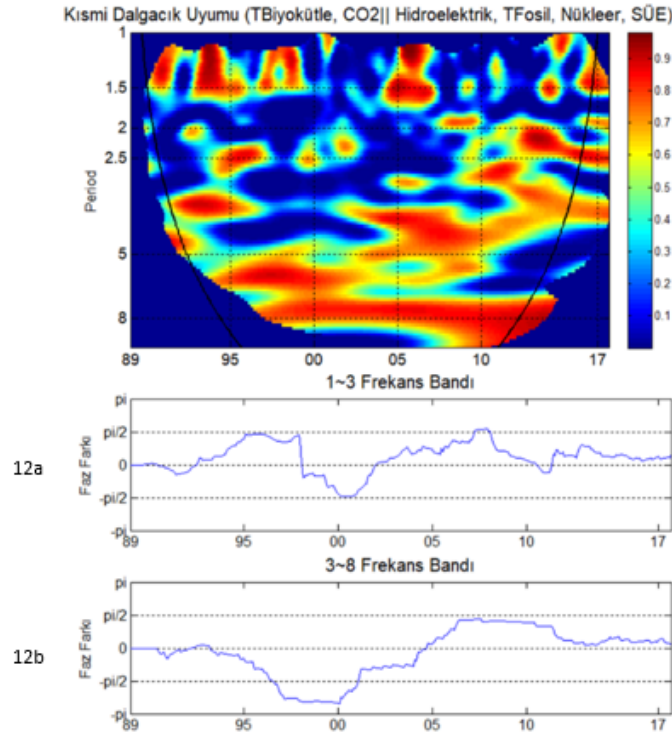 Kısmi Dalgacık Uyumu (TBiyokütle, CO2|| Hidroelektrik, TFosil, Nükleer, SÜE)
Period
1
1.5
2
2.5
5
8
89 95 00 05 10 17
0.9
0.8
0.7
0.6
0.5
0.4
0.3
0.2
0.1
1~3 Frekans Bandı
12a
Faz Farkı
pi
pi/2
0
-pi/2
-pi
89 95 00 05 10 17
3~8 Frekans Bandı
12b
Faz Farkı
pi
pi/2
0
-pi/2
-pi
89 95 00 05 10 17